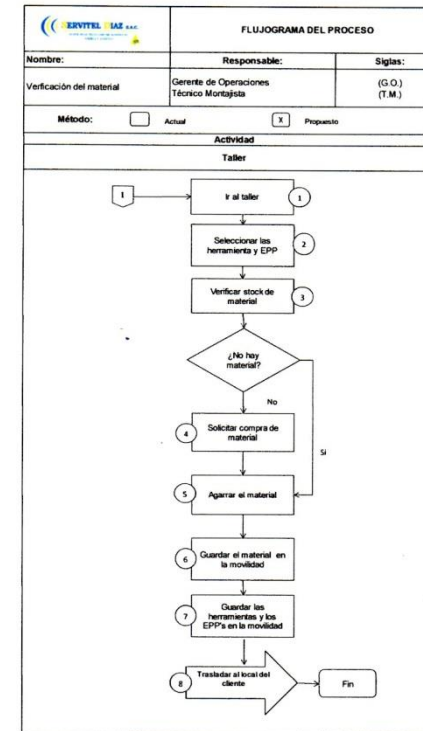 SERVITEL DIAZ S.A.C.
FLUJOGRAMA DEL PROCESO
Nombre:
Responsable:
Siglas:
Verficación del material
Gerente de Operaciones
Técnico Montajista
(G.O.)
(T.M.)
Método:
Actual
X
Propuesto
Actividad
Taller
1
Ir al taller
1
Seleccionar las
herramienta y EPP
2
Verificar stock de
material
3
¿No hay
material?
No
Si
4
Solicitar compra de
material
5
Agarrar el material
6
Guardar el material en
la movilidad
7
Guardar las
herramientas y los
EPP's en la movilidad
8
Trasladar al local del
cliente
Fin